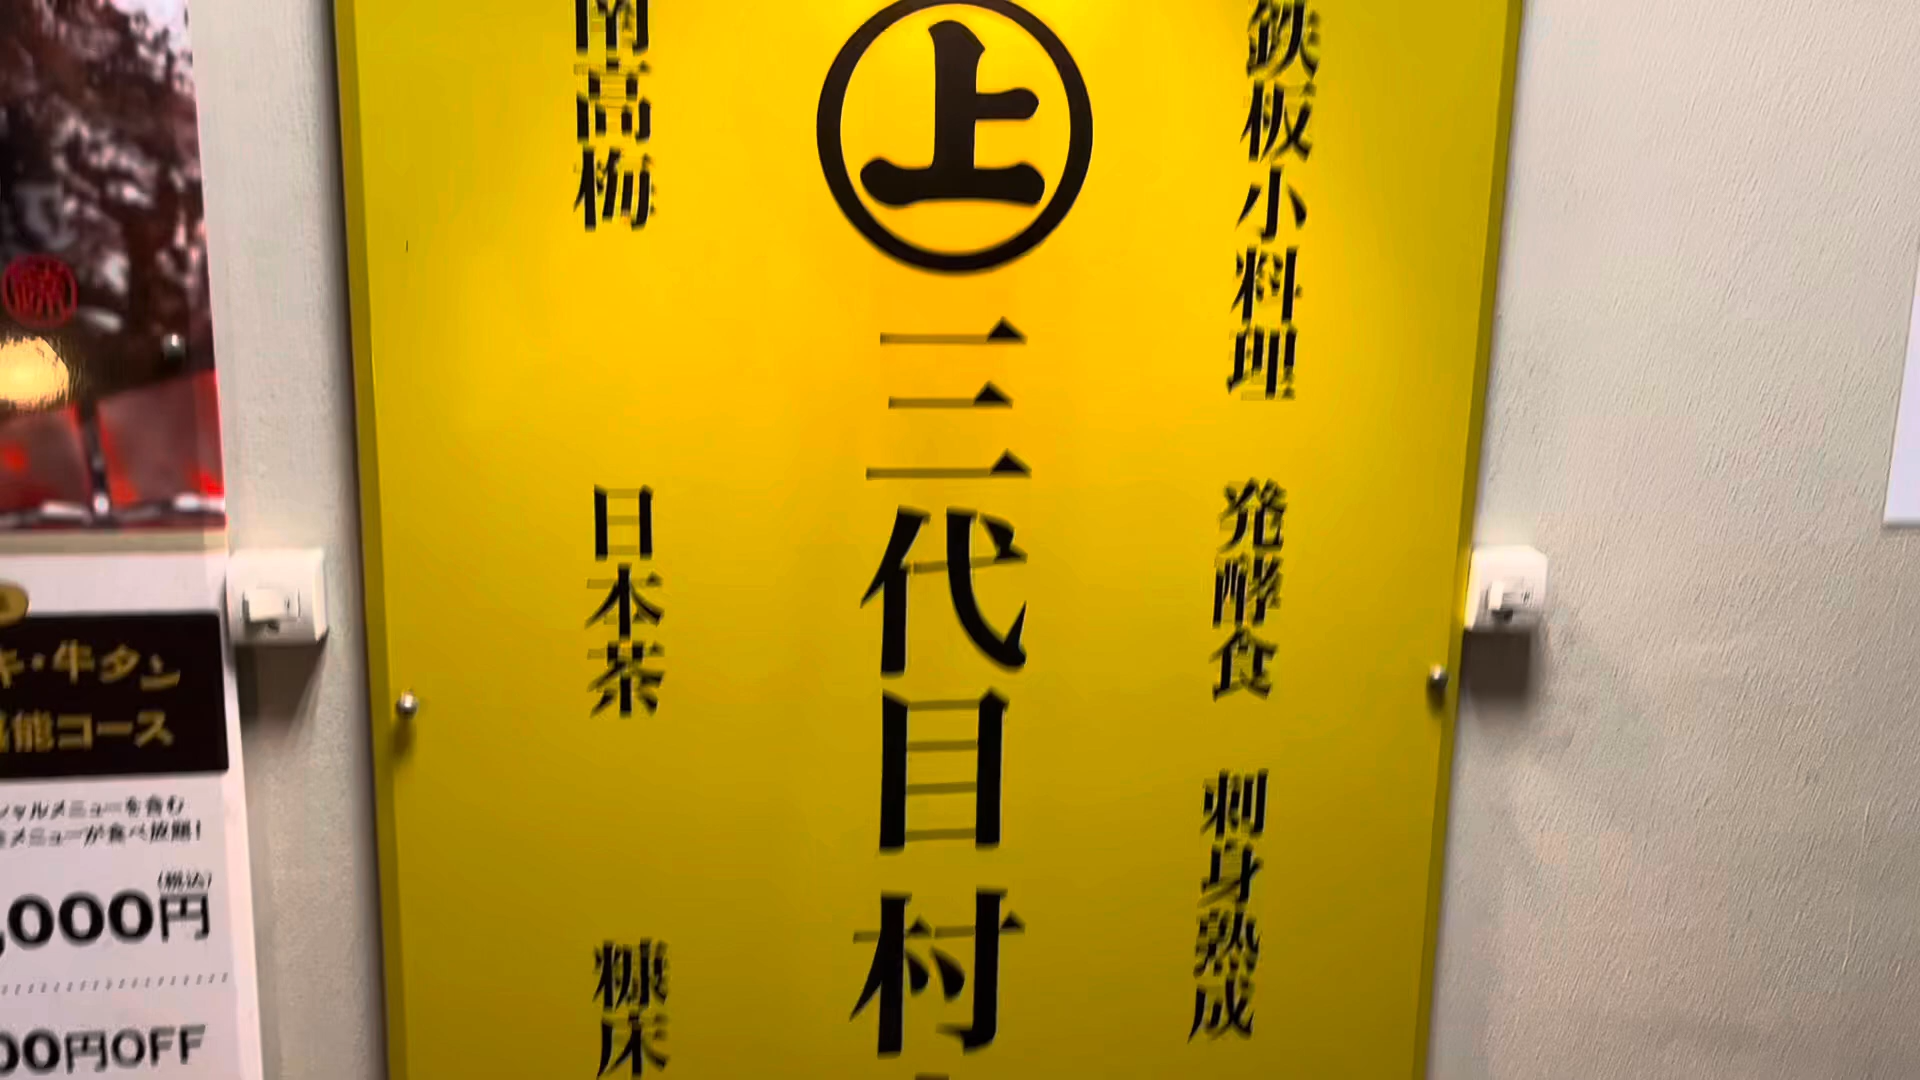 鉄板小料理 発酵食 刺身熟成
上
三代目村
南高梅 日本茶 糠床
牛タン
能コース
メニューを含む
メニューが食べ放題!
(税込)
,000円
00円OFF